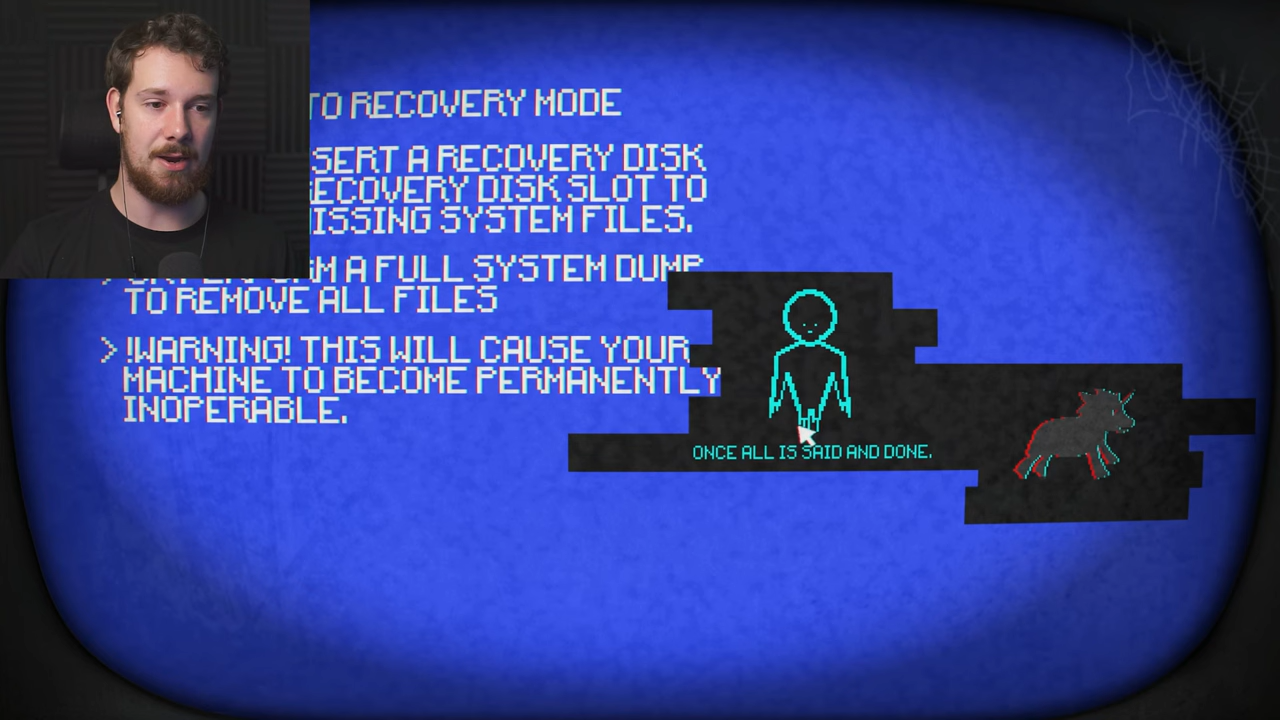 TO RECOVERY MODE
SERT A RECOVERY DISK
ECOVERY DISK SLOT TO
ISSING SYSTEM FILES.
M A FULL SYSTEM DUMP
TO REMOVE ALL FILES
>!WARNING! THIS WILL CAUSE YOUR
MACHINE TO BECOME PERMANENTLY
INOPERABLE.
ONCE ALL IS SAID AND DONE.